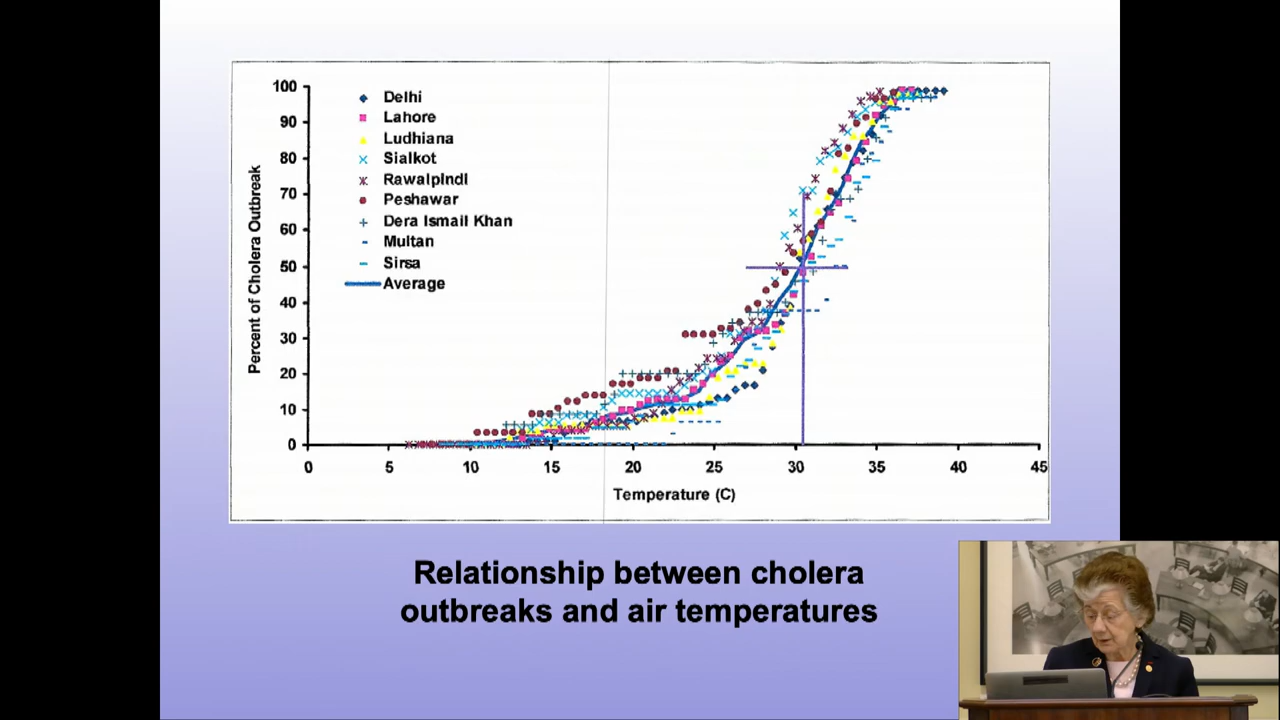 100
90
80
70
60
50
40
30
20
10
0
Percent of Cholera Outbreak
Delhi
Lahore
Ludhiana
Sialkot
Rawalpindi
Peshawar
Dera Ismail Khan
Multan
Sirsa
Average
0 5 10 15 20 25 30 35 40 45
Temperature (C)
Relationship between cholera
outbreaks and air temperatures